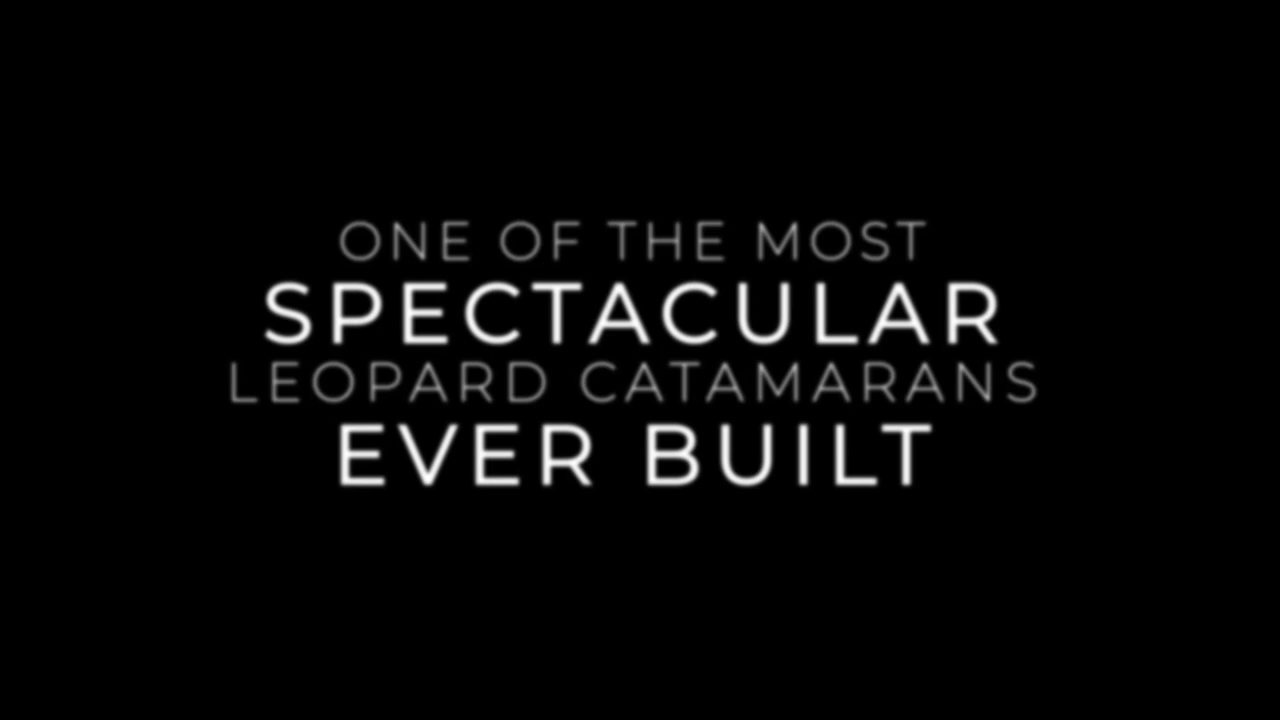 ONE OF THE MOST
SPECTACULAR
LEOPARD CATAMARANS
EVER BUILT